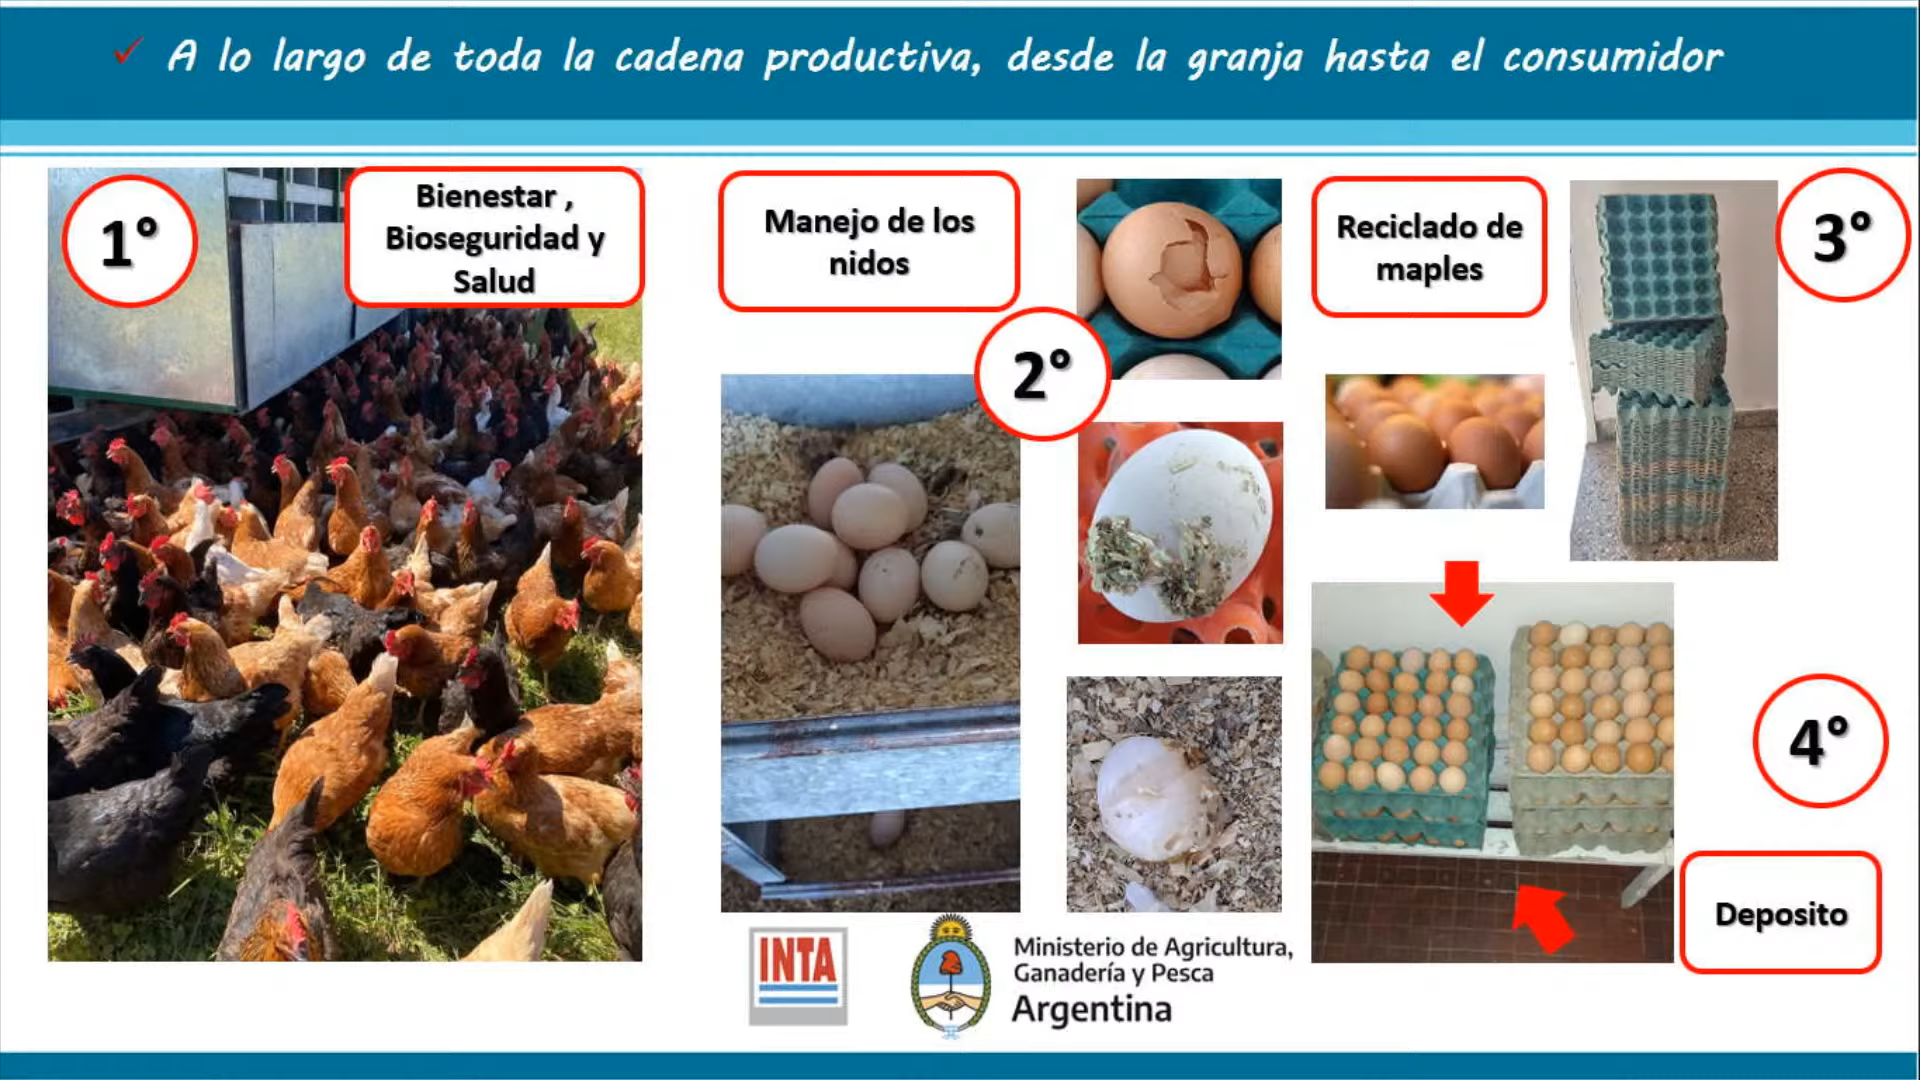 A lo largo de toda la cadena productiva, desde la granja hasta el consumidor
1°
Bienestar ,
Bioseguridad y
Salud
Manejo de los
nidos
2°
Reciclado de
maples
3°
4°
Deposito
INTA
Ministerio de Agricultura,
Ganadería y Pesca
Argentina